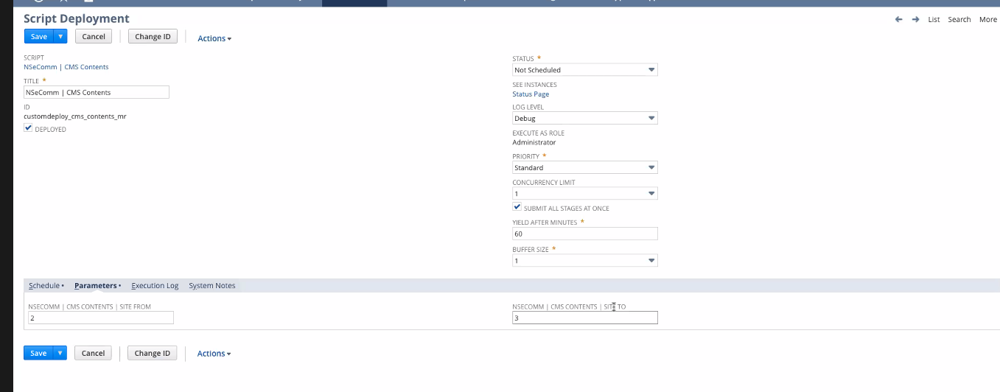 Script Deployment
List Search More
Save Cancel Change ID Actions
SCRIPT
NSeComm | CMS Contents
TITLE *
NSeComm | CMS Contents
ID
customdeploy_cms_contents_mr
DEPLOYED
STATUS *
Not Scheduled
SEE INSTANCES
Status Page
LOG LEVEL
Debug
EXECUTE AS ROLE
Administrator
PRIORITY *
Standard
CONCURRENCY LIMIT
1
SUBMIT ALL STAGES AT ONCE
YIELD AFTER MINUTES *
60
BUFFER SIZE *
1
Schedule • Parameters • Execution Log System Notes
NSECOMM | CMS CONTENTS | SITE FROM
2
NSECOMM | CMS CONTENTS | SITE TO
3
Save Cancel Change ID Actions